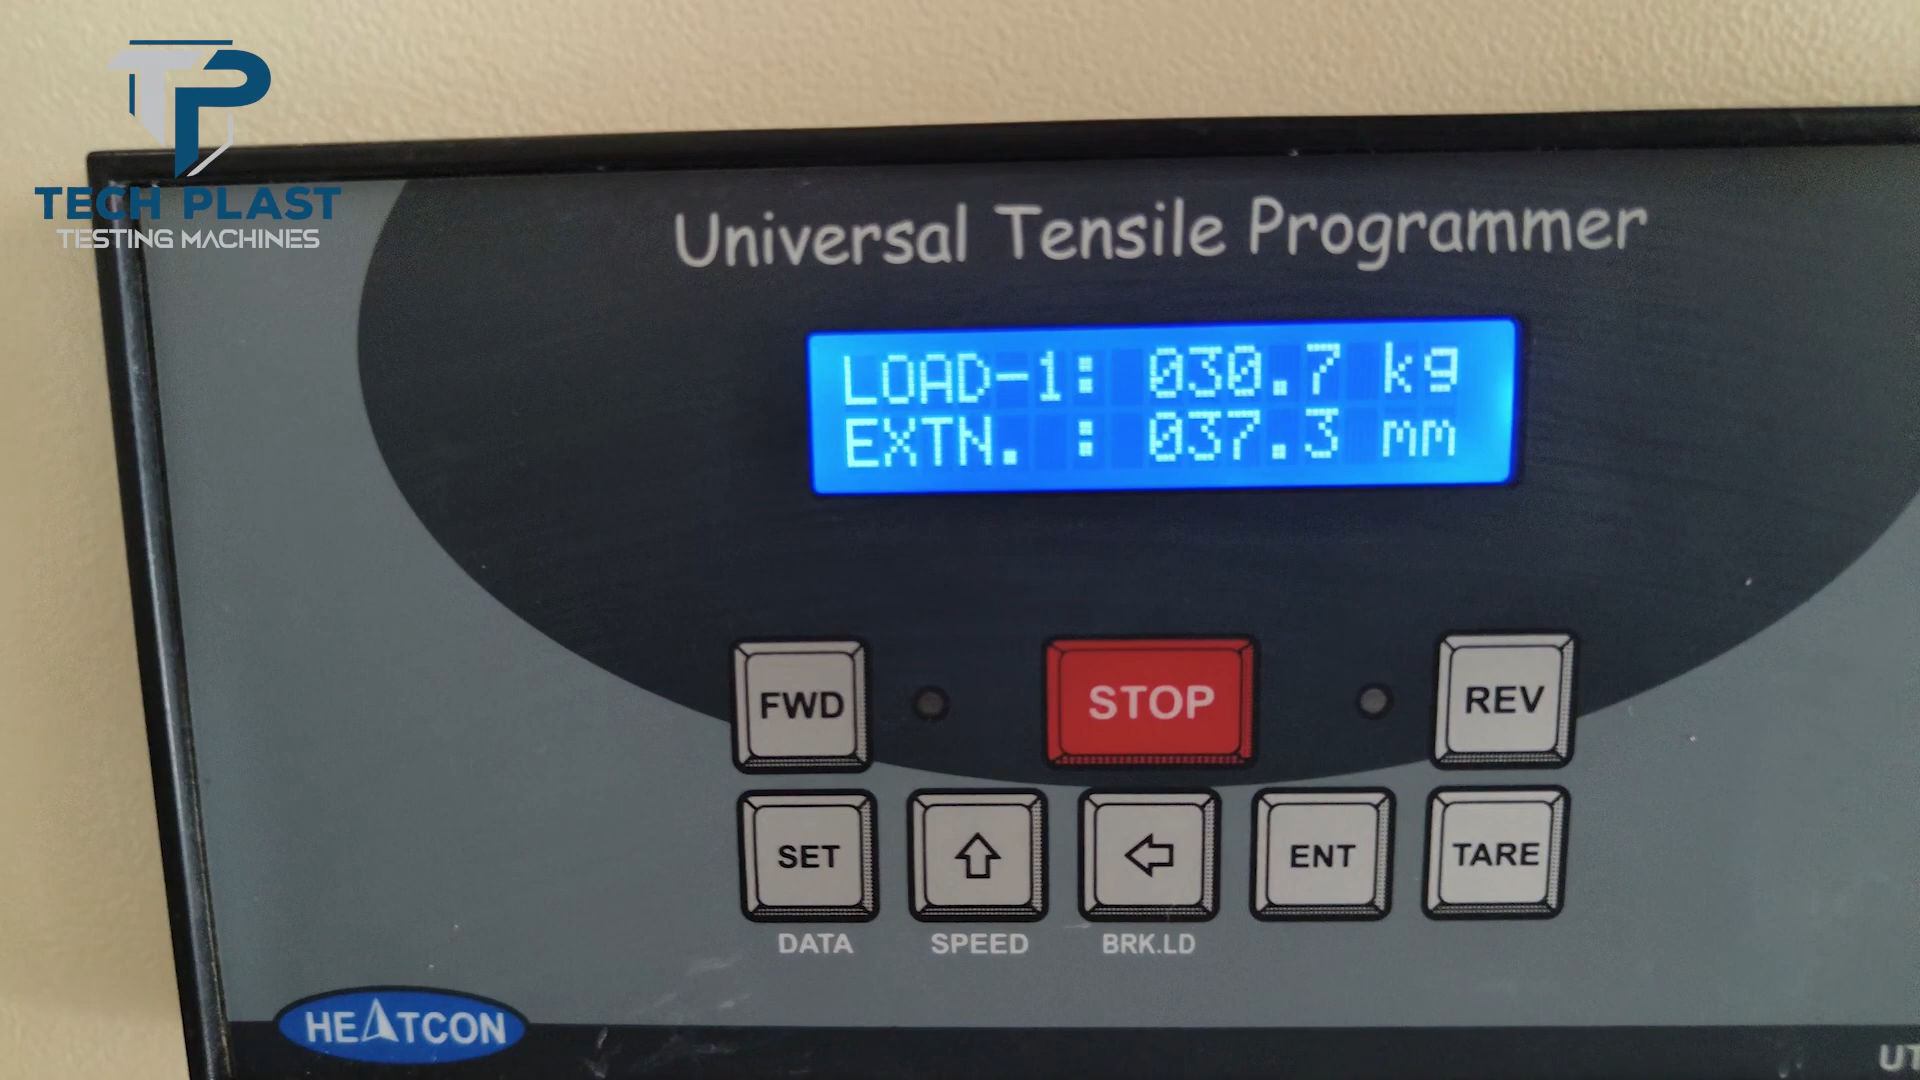 TP
TECH PLAST
TESTING MACHINES
Universal Tensile Programmer
LOAD-1: 030.7 kg
EXTN. : 037.3 mm
FWD STOP REV
SET ENT TARE
DATA SPEED BRK.LD
HEATCON